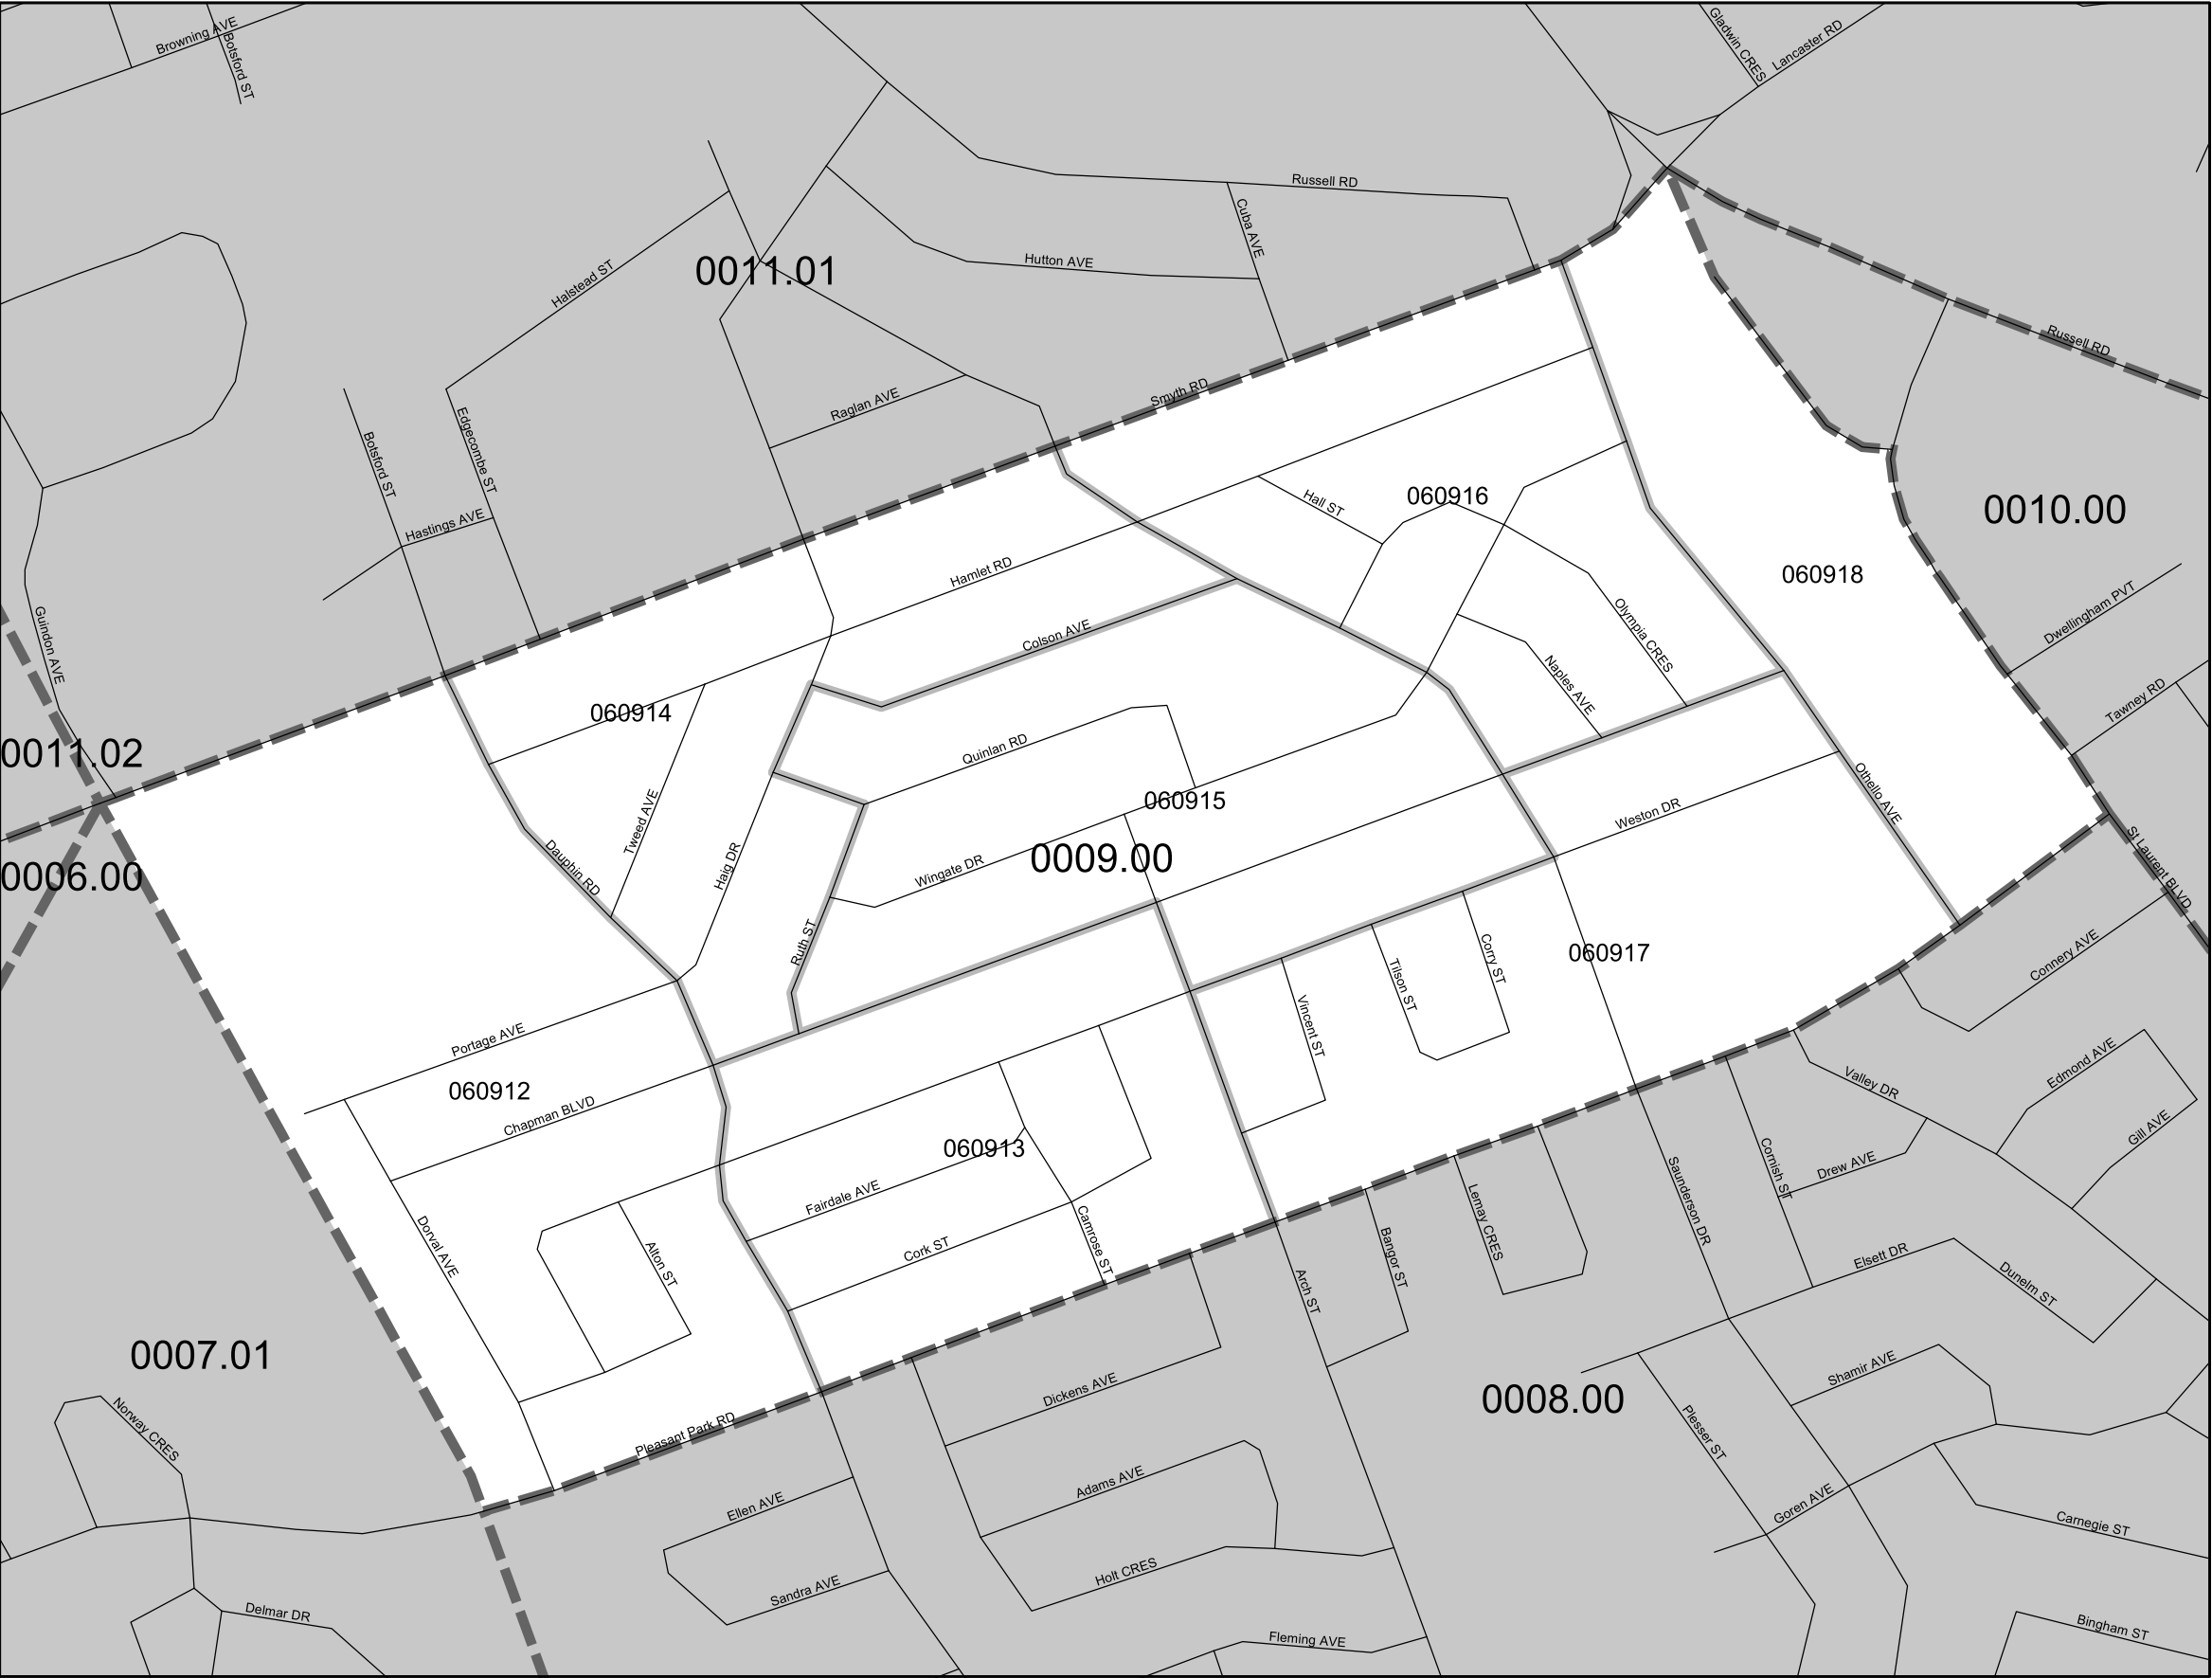 Browning AVE
Botsford ST
Gladwin CRES
Lancaster RD
Russell RD
Cuba AVE
Hutton AVE
Halstead ST
0011.01
Russell RD
Smyth RD
Raglan AVE
Edgecombe ST
Botsford ST
Hastings AVE
Hall ST
060916
0010.00
Hamlet RD
060918
Guindon AVE
Colson AVE
Olympia CRES
Dwellingham PVT
Naples AVE
Tawney RD
060914
Quinlan RD
0011.02
Othello AVE
060915
Weston DR
Tweed AVE
0009.00
Haig DR
Dauphin RD
Wingate DR
0006.00
St Laurent BLVD
Ruth ST
Corry ST
060917
Connery AVE
Tilson ST
Vincent ST
Portage AVE
060912
Chapman BLVD
Valley DR
Edmond AVE
Gill AVE
060913
Fairdale AVE
Cornish ST
Drew AVE
Saunderson DR
Lemay CRES
Dorval AVE
Alton ST
Cork ST
Camrose ST
Bangor ST
Elsett DR
Dunelm ST
Arch ST
0007.01
Shamir AVE
Dickens AVE
0008.00
Norway CRES
Pleasant Park RD
Plesser ST
Adams AVE
Ellen AVE
Goren AVE
Carnegie ST
Holt CRES
Sandra AVE
Delmar DR
Fleming AVE
Bingham ST